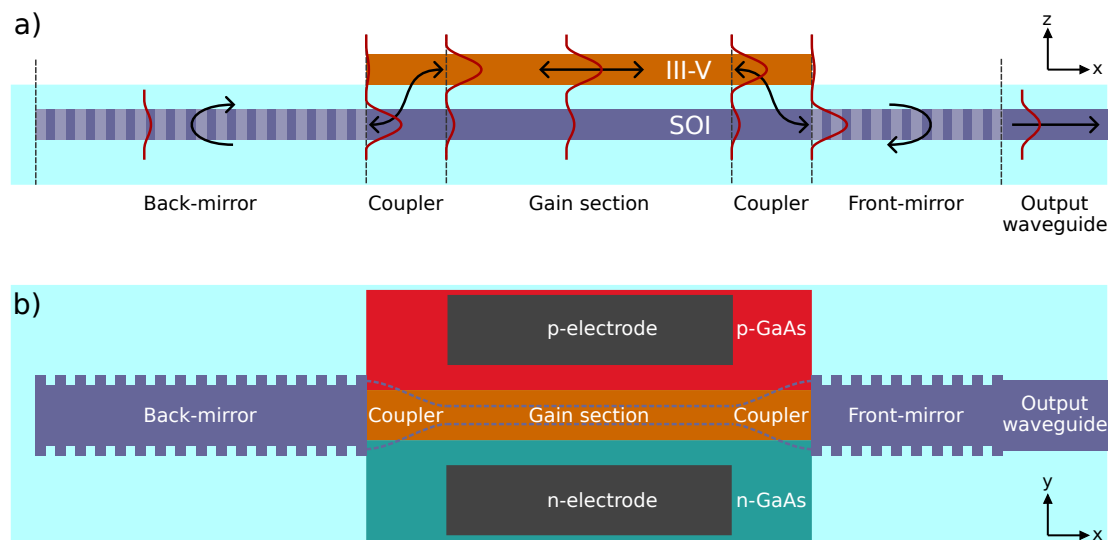 a)
z
x
III-V
SOI
Back-mirror
Coupler
Gain section
Coupler
Front-mirror
Output
waveguide
b)
p-electrode
p-GaAs
Back-mirror
Coupler
Gain section
Coupler
Front-mirror
Output
waveguide
n-electrode
n-GaAs
y
x